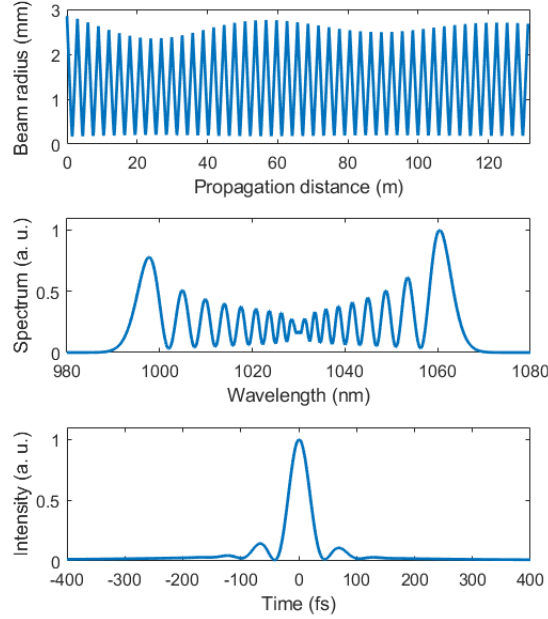 3
2
1
0
Beam radius (mm)
0 20 40 60 80 100 120
Propagation distance (m)
1
0.5
0
Spectrum (a. u.)
980 1000 1020 1040 1060 1080
Wavelength (nm)
1
0.5
0
Intensity (a. u.)
-400 -300 -200 -100 0 100 200 300 400
Time (fs)